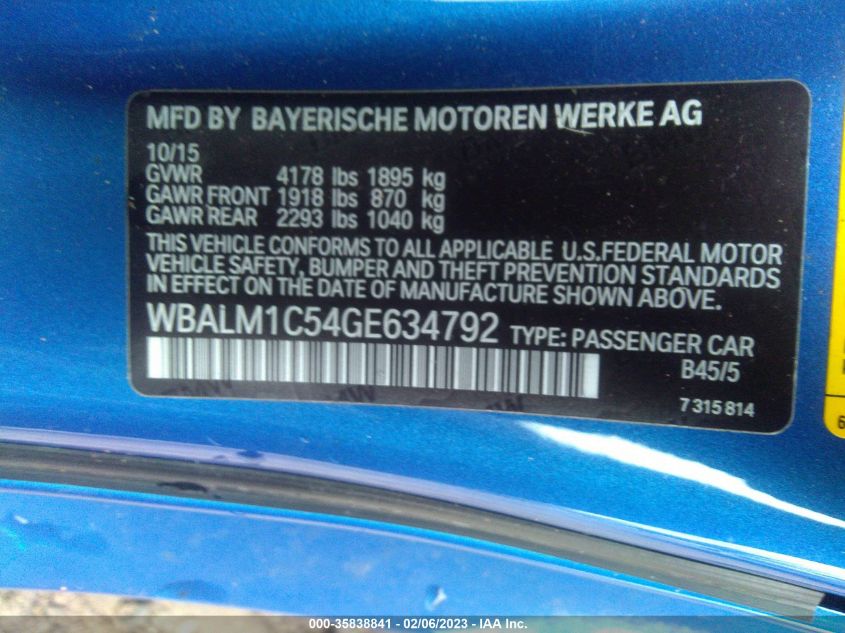 MFD BY BAYERISCHE MOTOREN WERKE AG
10/15
GVWR 4178 lbs 1895 kg
GAWR FRONT 1918 lbs 870 kg
GAWR REAR 2293 lbs 1040 kg
THIS VEHICLE CONFORMS TO ALL APPLICABLE U.S.FEDERAL MOTOR
VEHICLE SAFETY, BUMPER AND THEFT PREVENTION STANDARDS
IN EFFECT ON THE DATE OF MANUFACTURE SHOWN ABOVE.
WBALM1C54GE634792 TYPE: PASSENGER CAR
B45/5
7 315 814
6
000-35838841 - 02/06/2023 - IAA Inc.